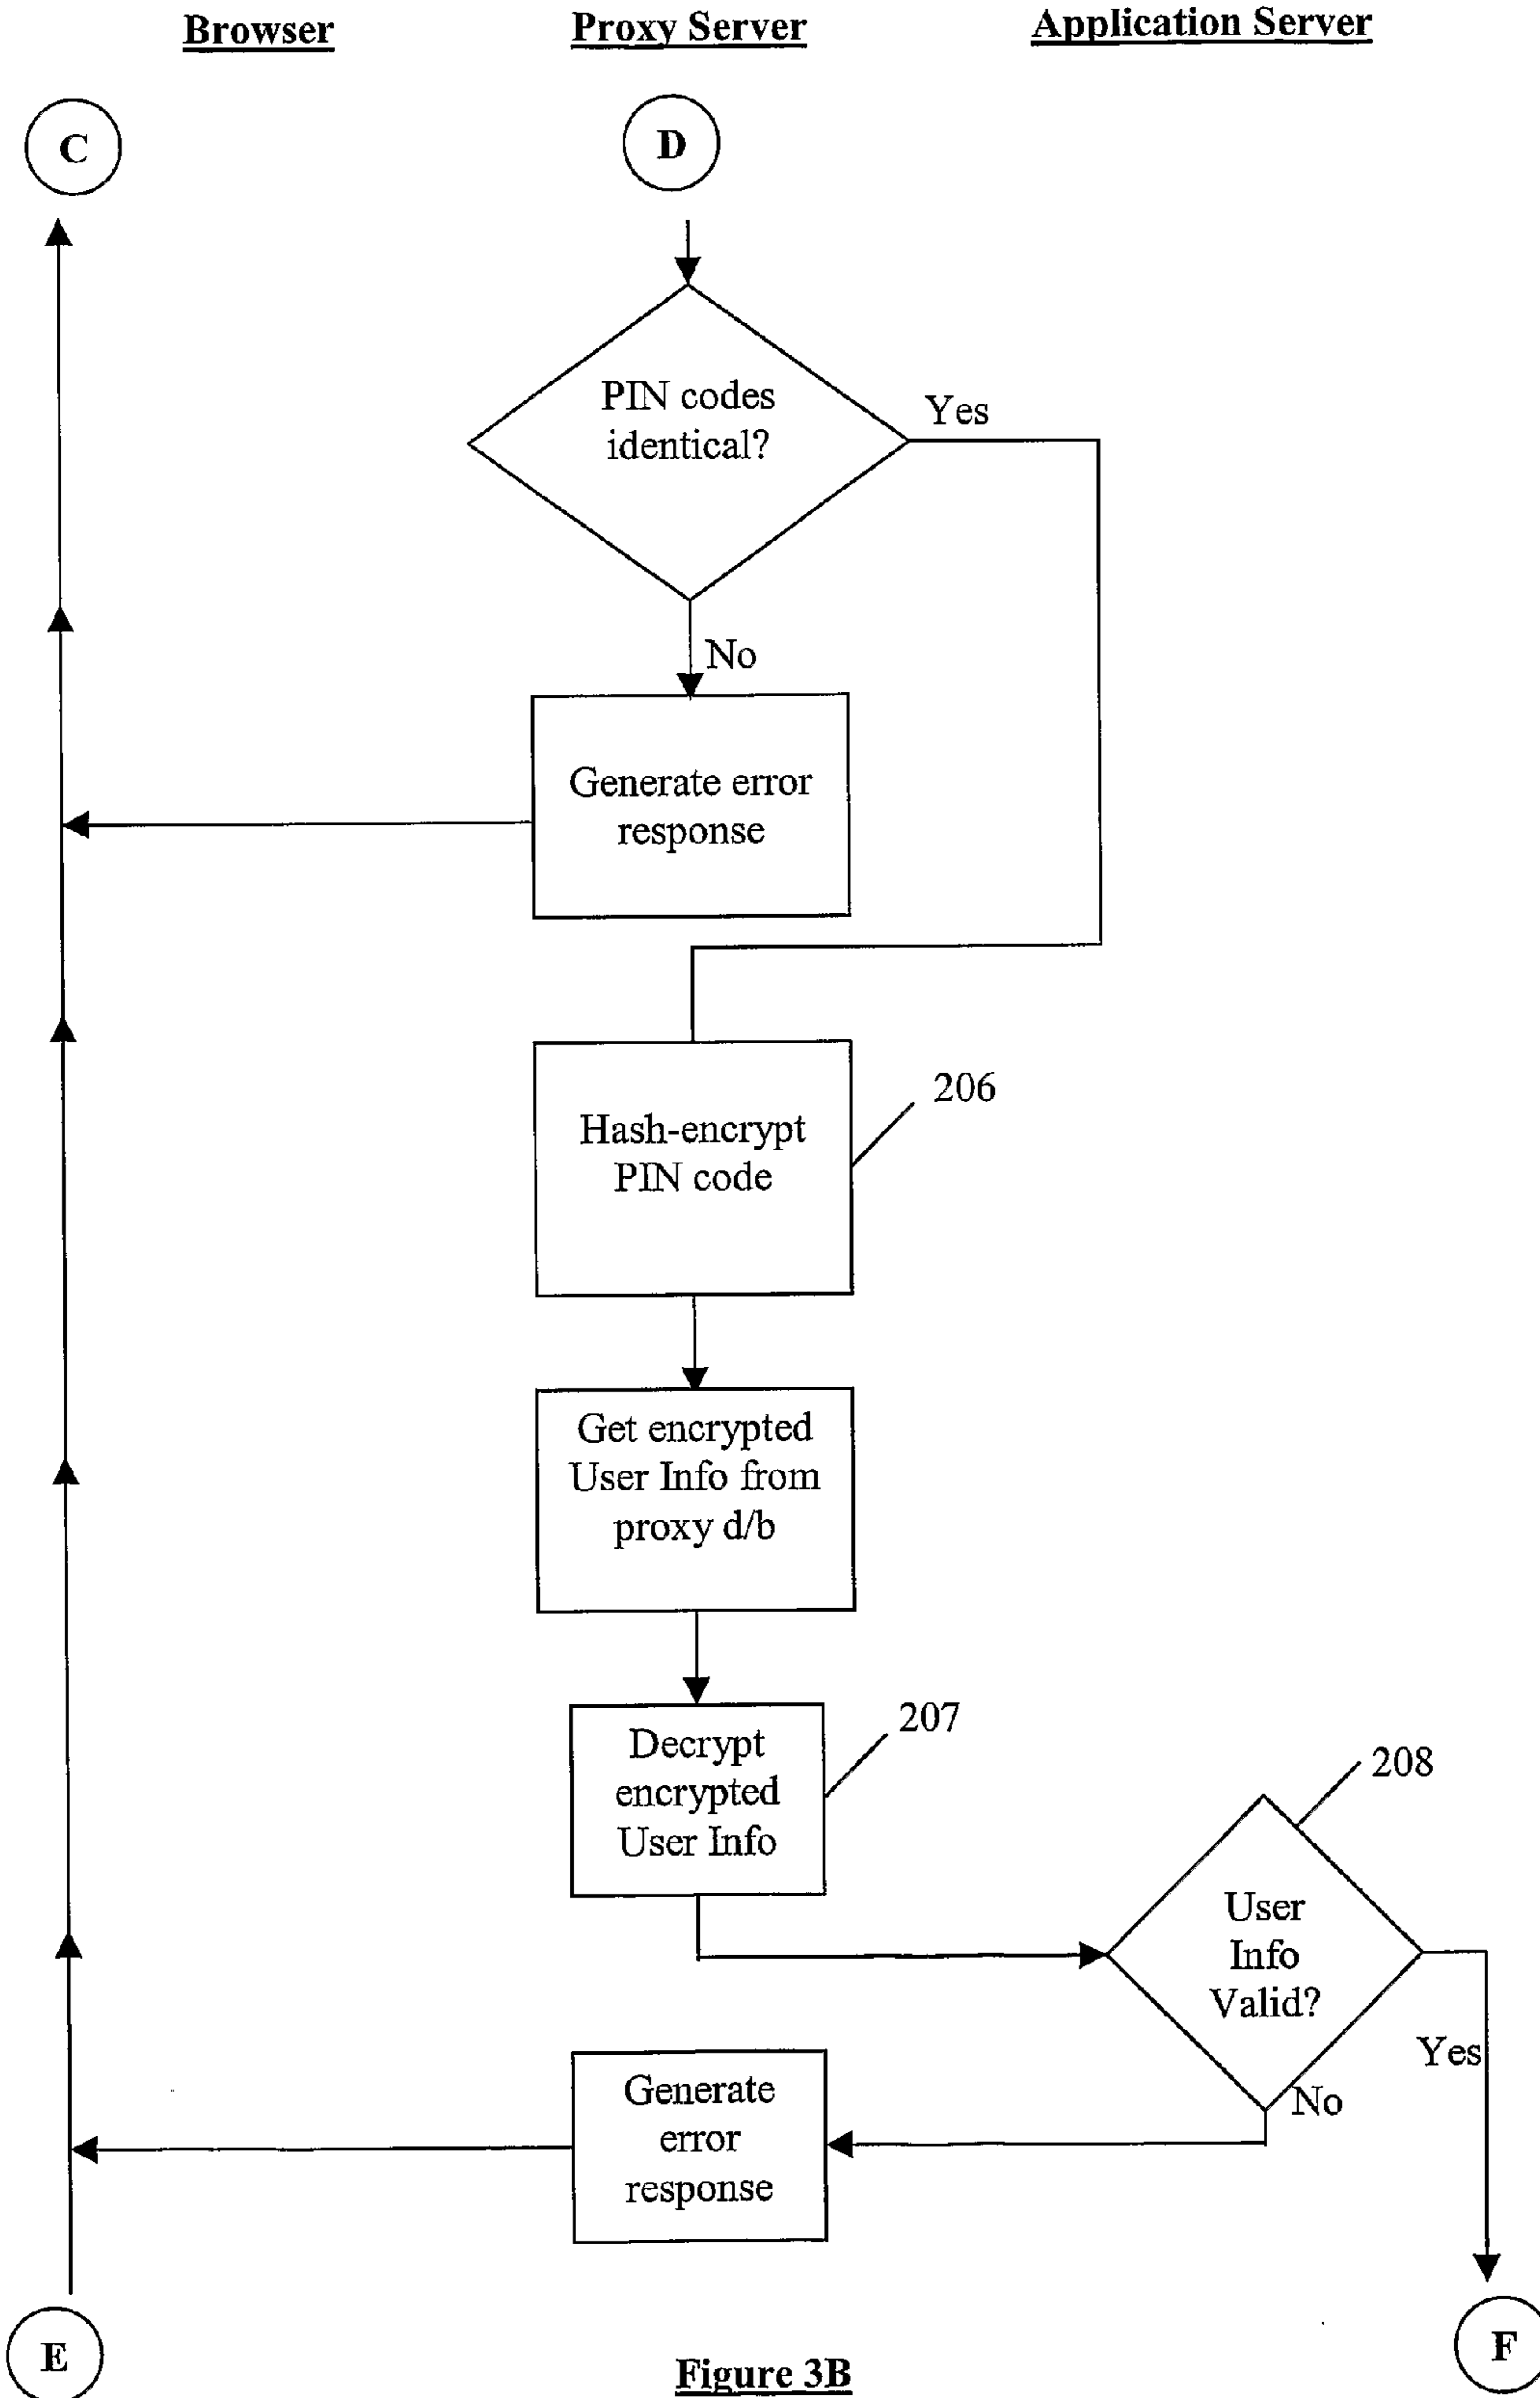 Browser
Proxy Server
Application Server
C
D
PIN codes
identical?
Yes
No
Generate error
response
206
Hash-encrypt
PIN code
Get encrypted
User Info from
proxy d/b
207
Decrypt
encrypted
User Info
208
User
Info
Valid?
Yes
No
Generate
error
response
E
F
Figure 3B